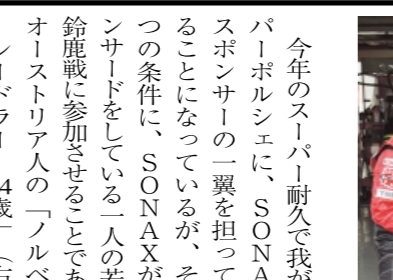 今年のスーパー耐久で我が
パーポルシェに、SONA
スポンサーの一翼を担って
ることになっているが、そ
つの条件に、SONAXが
ンサードをしている一人の若
鈴鹿戦に参加させることであ
オーストリア人の「ノルベ